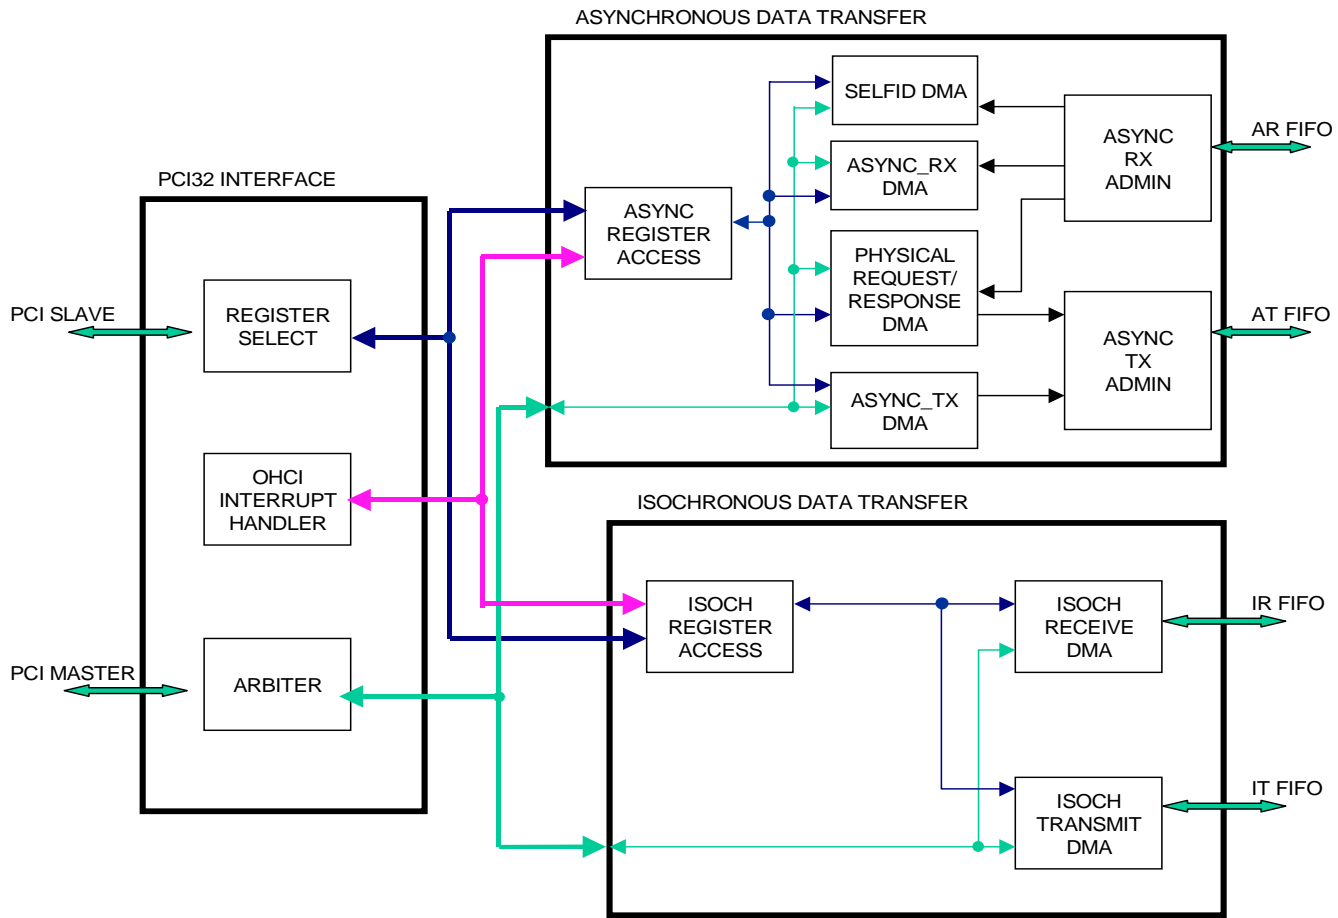 ASYNCHRONOUS DATA TRANSFER
SELFID DMA
ASYNC
RX
ADMIN
AR FIFO
ASYNC_RX
DMA
PCI32 INTERFACE
ASYNC
REGISTER
ACCESS
PHYSICAL
REQUEST/
RESPONSE
DMA
PCI SLAVE
REGISTER
SELECT
ASYNC
TX
ADMIN
AT FIFO
ASYNC_TX
DMA
OHCI
INTERRUPT
HANDLER
ISOCHRONOUS DATA TRANSFER
ISOCH
REGISTER
ACCESS
ISOCH
RECEIVE
DMA
IR FIFO
PCI MASTER
ARBITER
ISOCH
TRANSMIT
DMA
IT FIFO